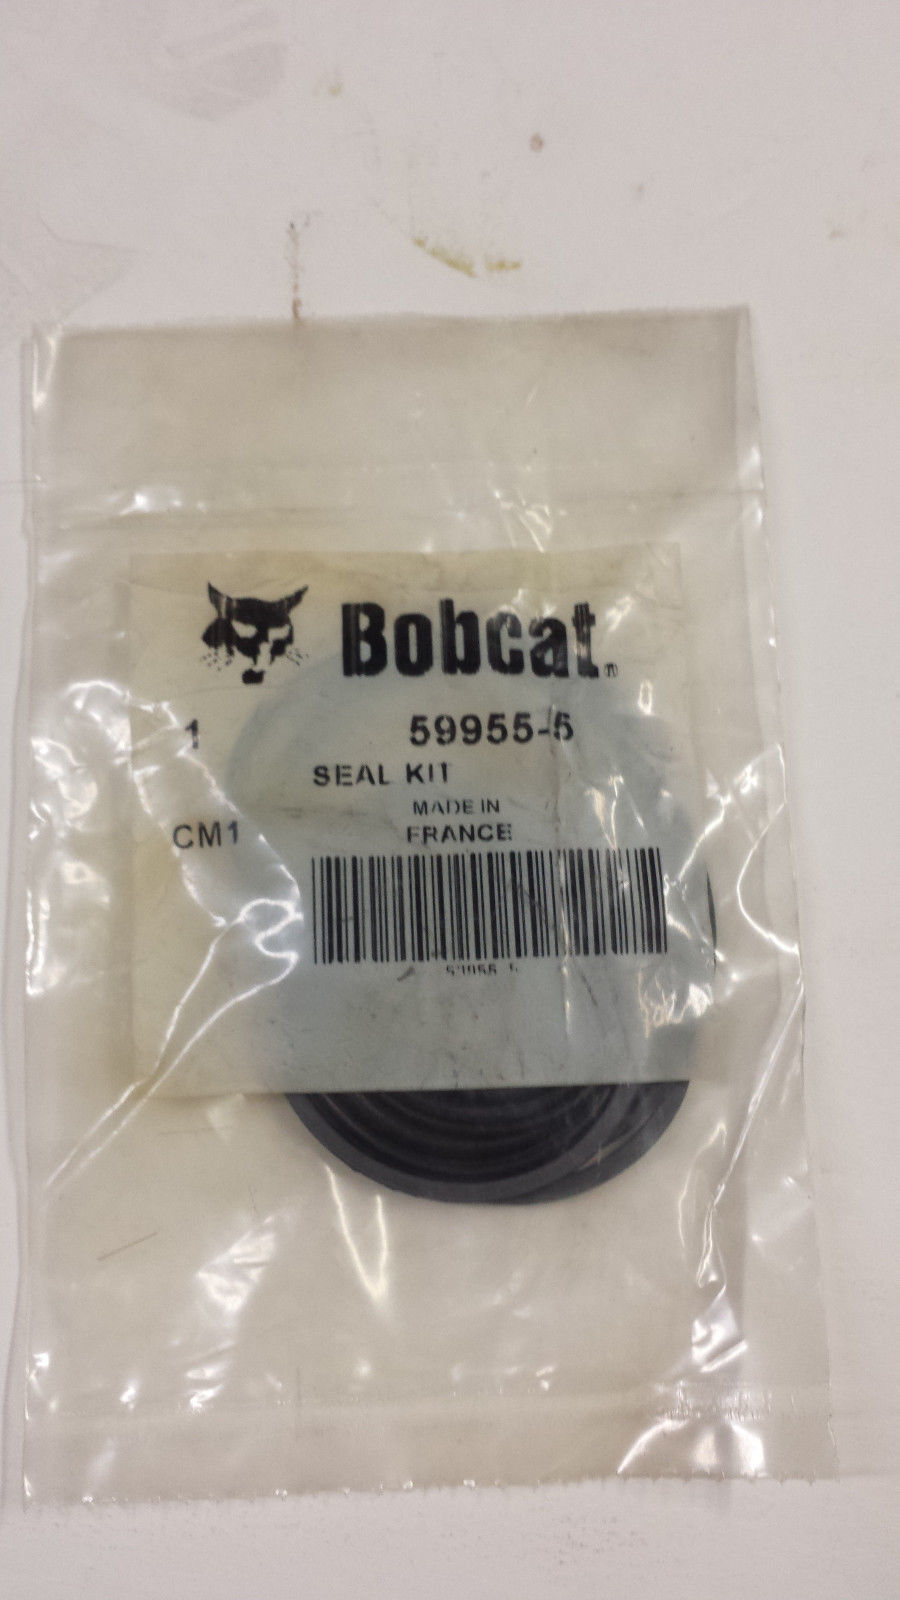 Bobcat
1 59955-5
SEAL KIT
MADE IN
CM1 FRANCE